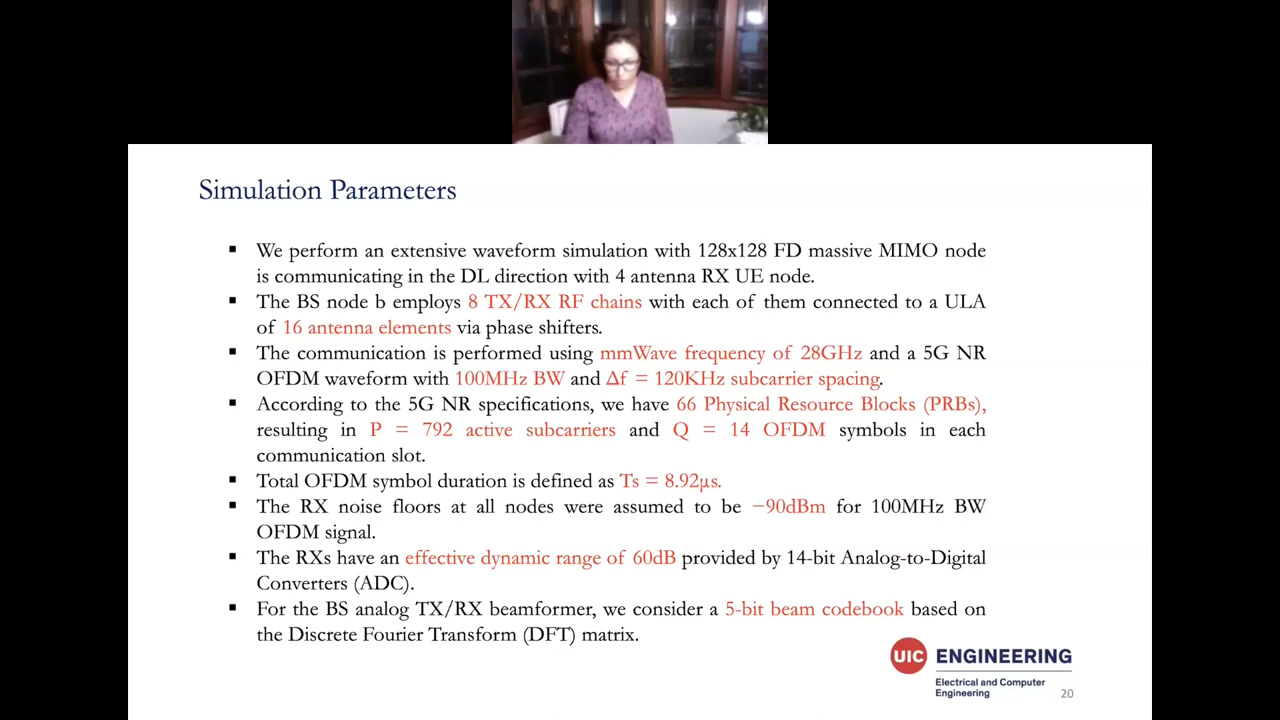 Simulation Parameters
▪ We perform an extensive waveform simulation with 128x128 FD massive MIMO node
is communicating in the DL direction with 4 antenna RX UE node.
▪ The BS node b employs 8 TX/RX RF chains with each of them connected to a ULA
of 16 antenna elements via phase shifters.
▪ The communication is performed using mmWave frequency of 28GHz and a 5G NR
OFDM waveform with 100MHz BW and Δf = 120KHz subcarrier spacing.
▪ According to the 5G NR specifications, we have 66 Physical Resource Blocks (PRBs),
resulting in P = 792 active subcarriers and Q = 14 OFDM symbols in each
communication slot.
▪ Total OFDM symbol duration is defined as Ts = 8.92μs.
▪ The RX noise floors at all nodes were assumed to be −90dBm for 100MHz BW
OFDM signal.
▪ The RXs have an effective dynamic range of 60dB provided by 14-bit Analog-to-Digital
Converters (ADC).
▪ For the BS analog TX/RX beamformer, we consider a 5-bit beam codebook based on
the Discrete Fourier Transform (DFT) matrix.
UIC ENGINEERING
Electrical and Computer
Engineering
20